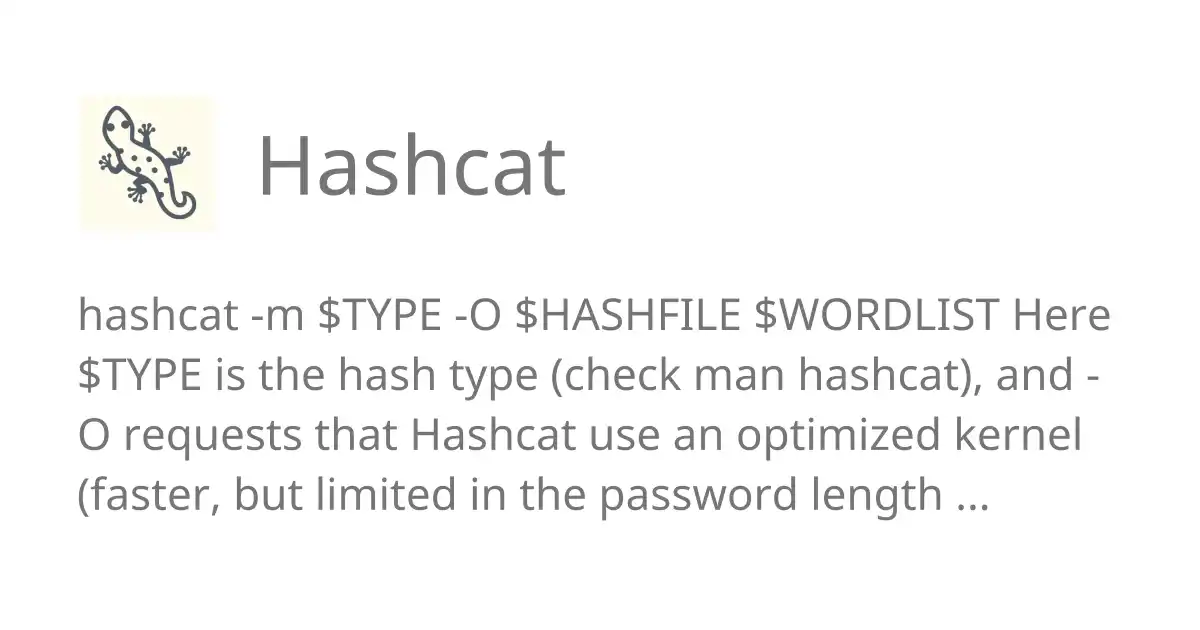 Hashcat
hashcat -m $TYPE -O $HASHFILE $WORDLIST Here
$TYPE is the hash type (check man hashcat), and -
O requests that Hashcat use an optimized kernel
(faster, but limited in the password length ...